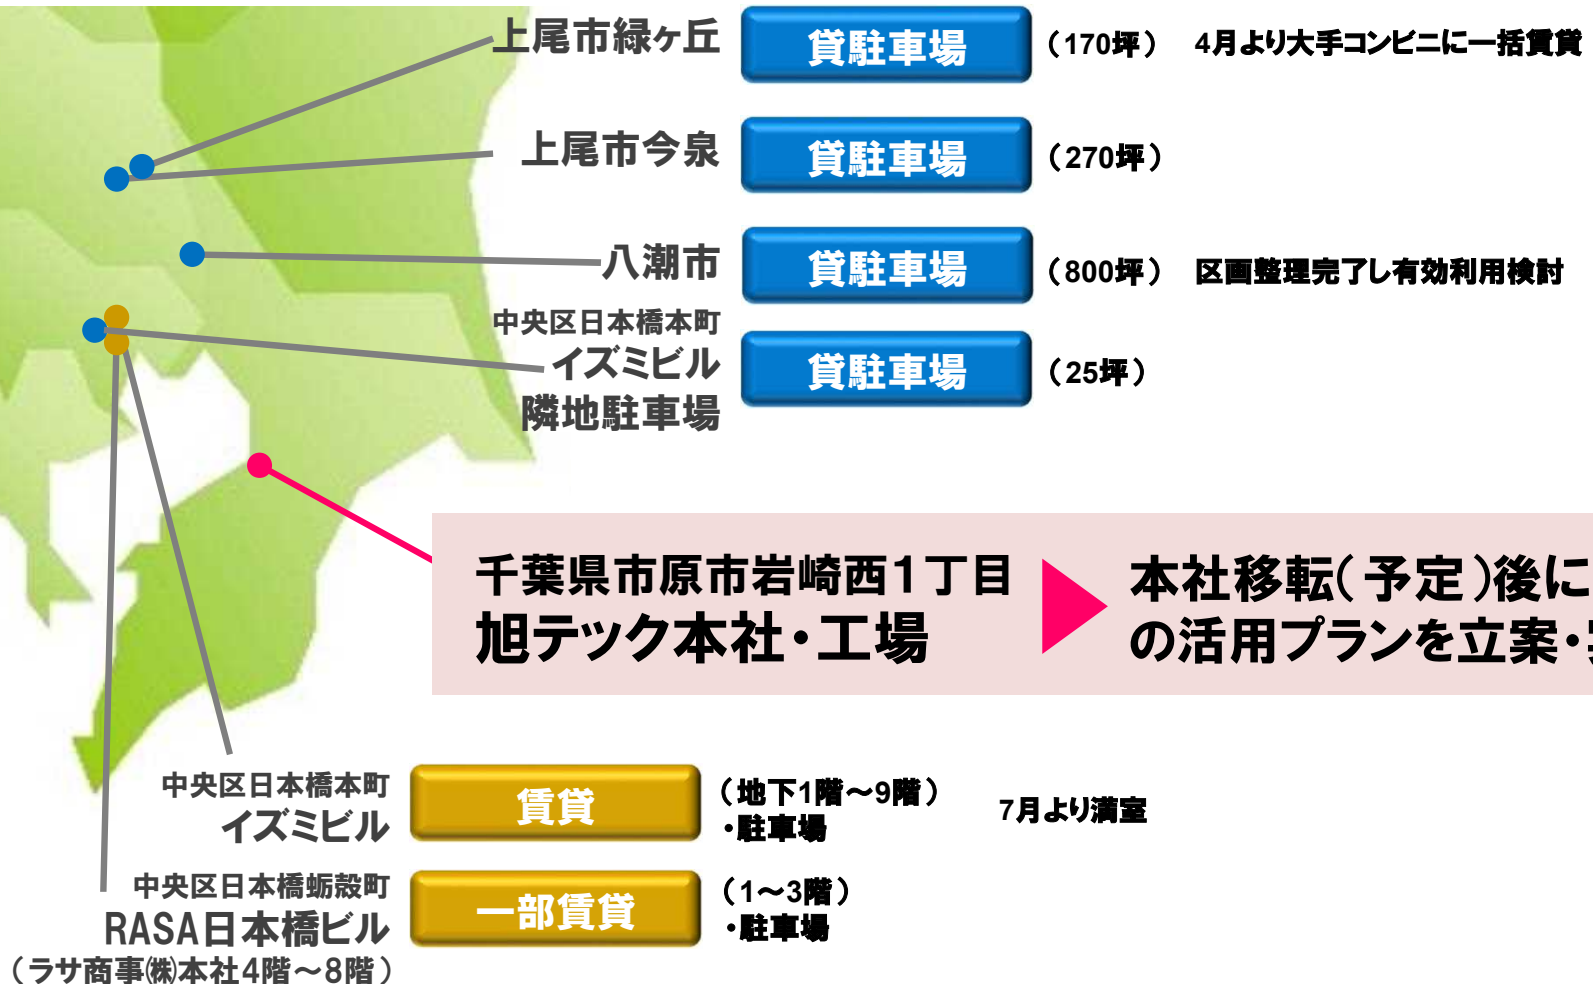 上尾市緑ヶ丘 貸駐車場 （170坪） 4月より大手コンビニに一括賃貸
上尾市今泉 貸駐車場 （270坪）
八潮市 貸駐車場 （800坪） 区画整理完了し有効利用検討
中央区日本橋本町
イズミビル 貸駐車場 （25坪）
隣地駐車場
千葉県市原市岩崎西1丁目
旭テック本社・工場
本社移転（予定）後に
の活用プランを立案・
中央区日本橋本町
イズミビル
賃貸
（地下1階～9階）
・駐車場
7月より満室
中央区日本橋蛎殻町
RASA日本橋ビル
（ラサ商事㈱本社4階～8階）
一部賃貸
（1～3階）
・駐車場